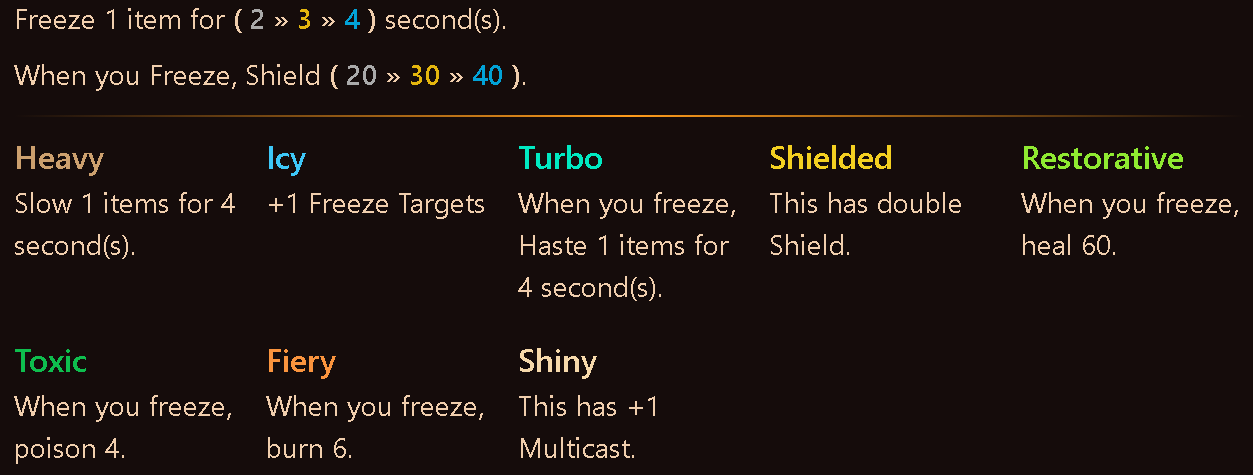 Freeze 1 item for ( 2 » 3 » 4 ) second(s).
When you Freeze, Shield ( 20 » 30 » 40 ).
Heavy
Slow 1 items for 4
second(s).
Icy
+1 Freeze Targets
Turbo
When you freeze,
Haste 1 items for
4 second(s).
Shielded
This has double
Shield.
Restorative
When you freeze,
heal 60.
Toxic
When you freeze,
poison 4.
Fiery
When you freeze,
burn 6.
Shiny
This has +1
Multicast.